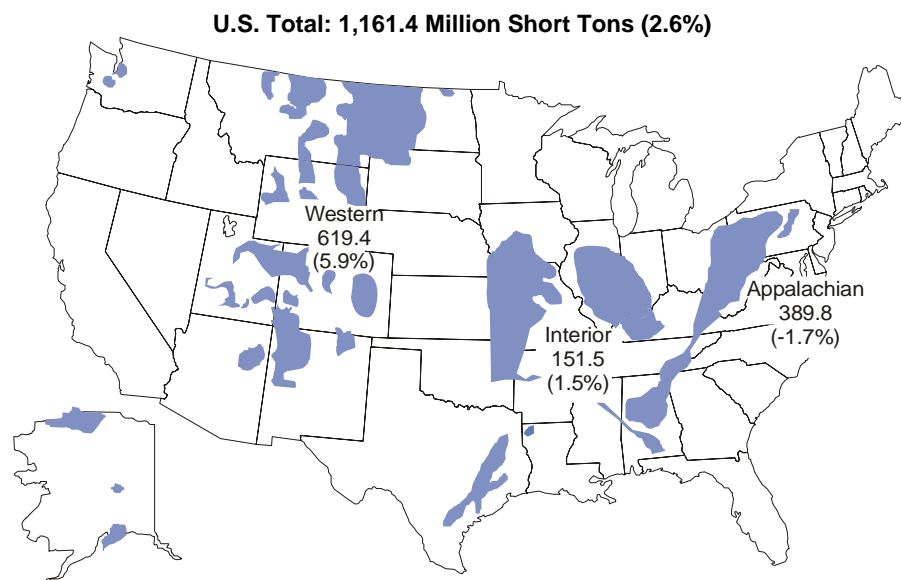 U.S. Total: 1,161.4 Million Short Tons (2.6%)
Western
619.4
(5.9%)
Appalachian
389.8
(-1.7%)
Interior
151.5
(1.5%)